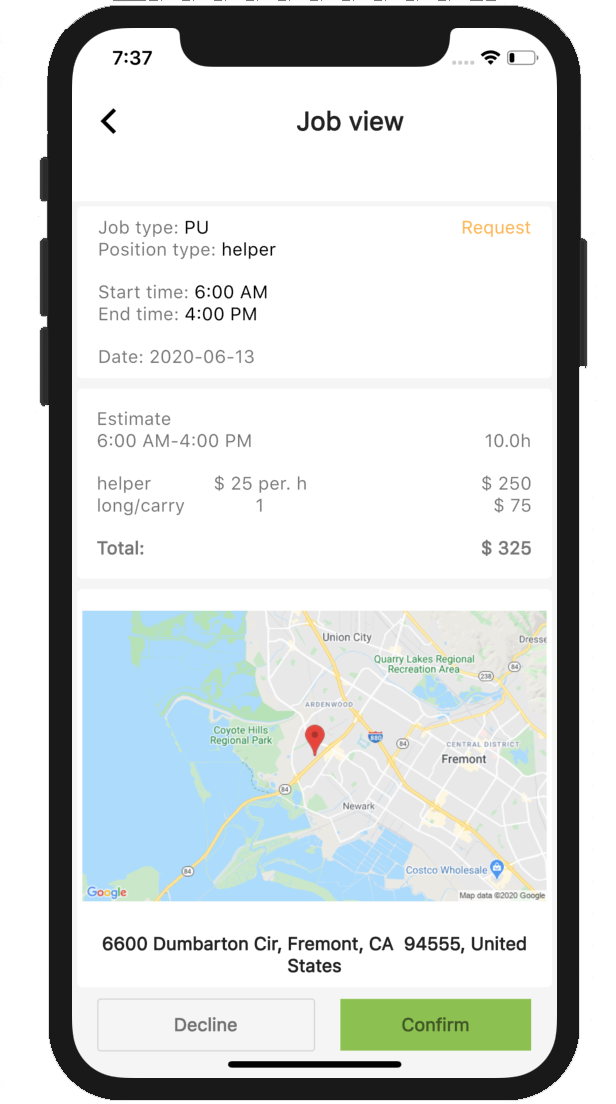 7:37
Job view
Job type: PU
Request
Position type: helper
Start time: 6:00 AM
End time: 4:00 PM
Date: 2020-06-13
Estimate
6:00 AM-4:00 PM 10.0h
helper $ 25 per. h $ 250
long/carry 1 $ 75
Total: $ 325
Union City
Dresse
Quarry Lakes Regional
Recreation Area
84
238
ARDENWOOD
Coyote Hills
Regional Park
880
84
CENTRAL DISTRICT
Fremont
84
Newark
84
Costco Wholesale
Google
Map data ©2020 Google
6600 Dumbarton Cir, Fremont, CA 94555, United
States
Decline
Confirm